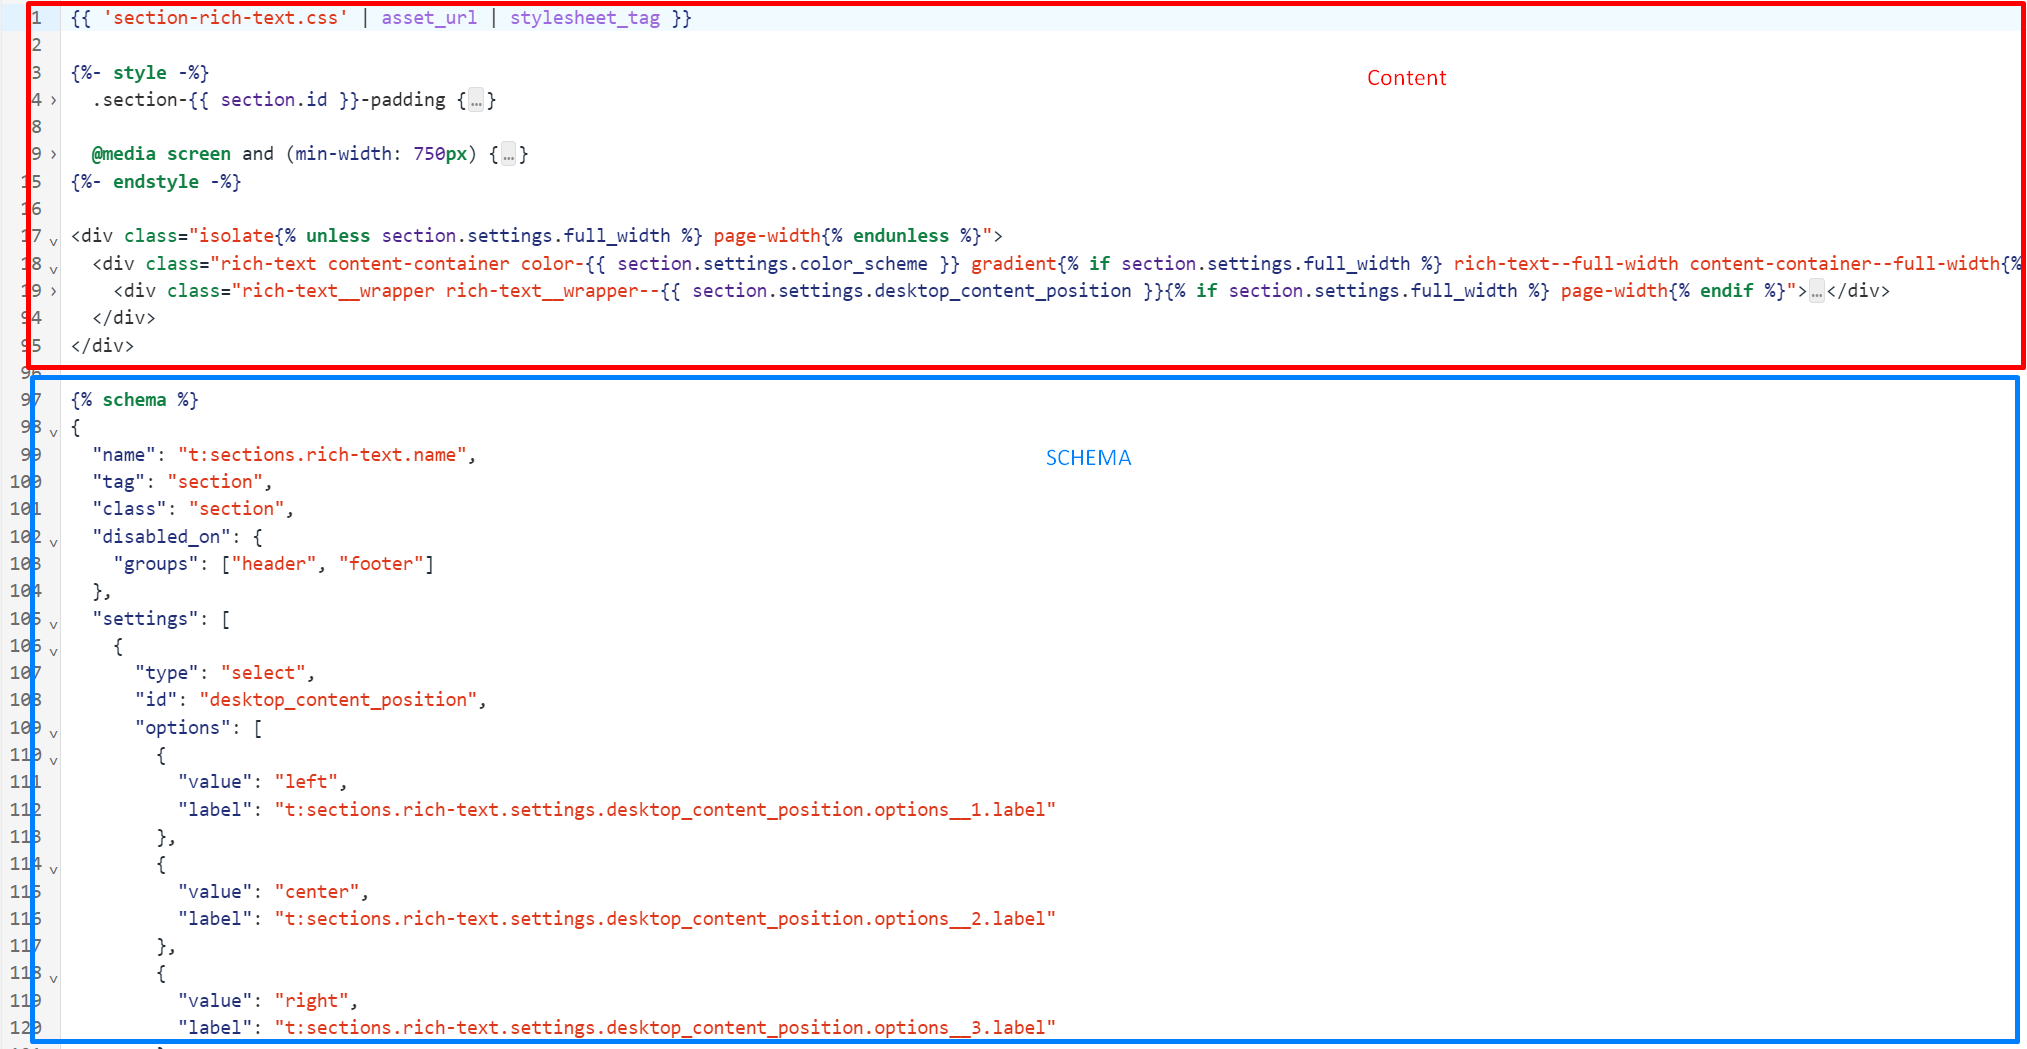 1 {{ 'section-rich-text.css' | asset_url | stylesheet_tag }}
2
3 {%- style -%}
Content
4 .section-{{ section.id }}-padding {…}
8
9 @media screen and (min-width: 750px) {…}
15 {%- endstyle -%}
16
17 <div class="isolate{% unless section.settings.full_width %} page-width{% endunless %}">
18 <div class="rich-text content-container color-{{ section.settings.color_scheme }} gradient{% if section.settings.full_width %} rich-text--full-width content-container--full-width{%
19 <div class="rich-text__wrapper rich-text__wrapper--{{ section.settings.desktop_content_position }}{% if section.settings.full_width %} page-width{% endif %}">…</div>
94 </div>
95 </div>
96
97 {% schema %}
98 {
99 "name": "t:sections.rich-text.name",
SCHEMA
100 "tag": "section",
101 "class": "section",
102 "disabled_on": {
103 "groups": ["header", "footer"]
104 },
105 "settings": [
106 {
107 "type": "select",
108 "id": "desktop_content_position",
109 "options": [
110 {
111 "value": "left",
112 "label": "t:sections.rich-text.settings.desktop_content_position.options__1.label"
113 },
114 {
115 "value": "center",
116 "label": "t:sections.rich-text.settings.desktop_content_position.options__2.label"
117 },
118 {
119 "value": "right",
120 "label": "t:sections.rich-text.settings.desktop_content_position.options__3.label"